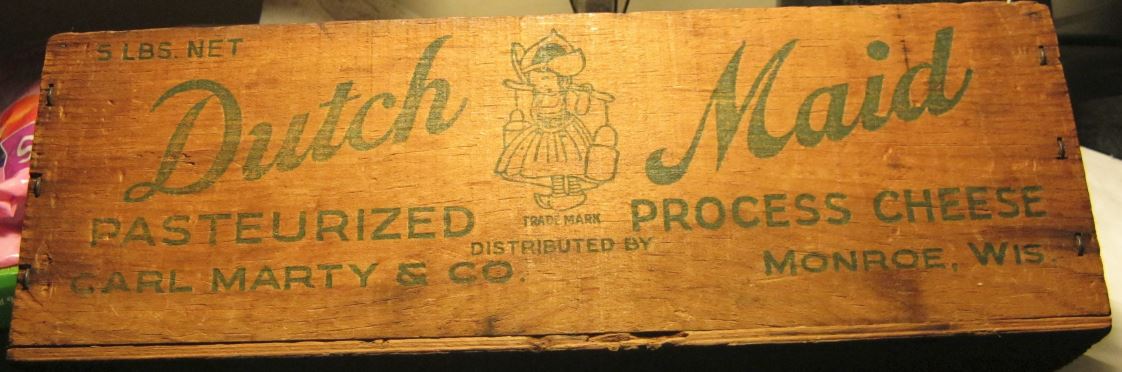 5 LBS. NET
Dutch Maid
TRADE MARK
PASTEURIZED PROCESS CHEESE
DISTRIBUTED BY
CARL MARTY & CO. MONROE, WIS.